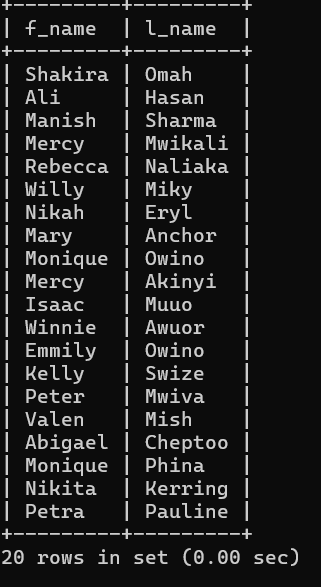 +----------+---------+
| f_name   | l_name  |
+----------+---------+
| Shakira  | Omah    |
| Ali      | Hasan   |
| Manish   | Sharma  |
| Mercy    | Mwikali |
| Rebecca  | Naliaka |
| Willy    | Miky    |
| Nikah    | Eryl    |
| Mary     | Anchor  |
| Monique  | Owino   |
| Mercy    | Akinyi  |
| Isaac    | Muuo    |
| Winnie   | Awuor   |
| Emmily   | Owino   |
| Kelly    | Swize   |
| Peter    | Mwiva   |
| Valen    | Mish    |
| Abigael  | Cheptoo |
| Monique  | Phina   |
| Nikita   | Kerring |
| Petra    | Pauline |
+----------+---------+
20 rows in set (0.00 sec)